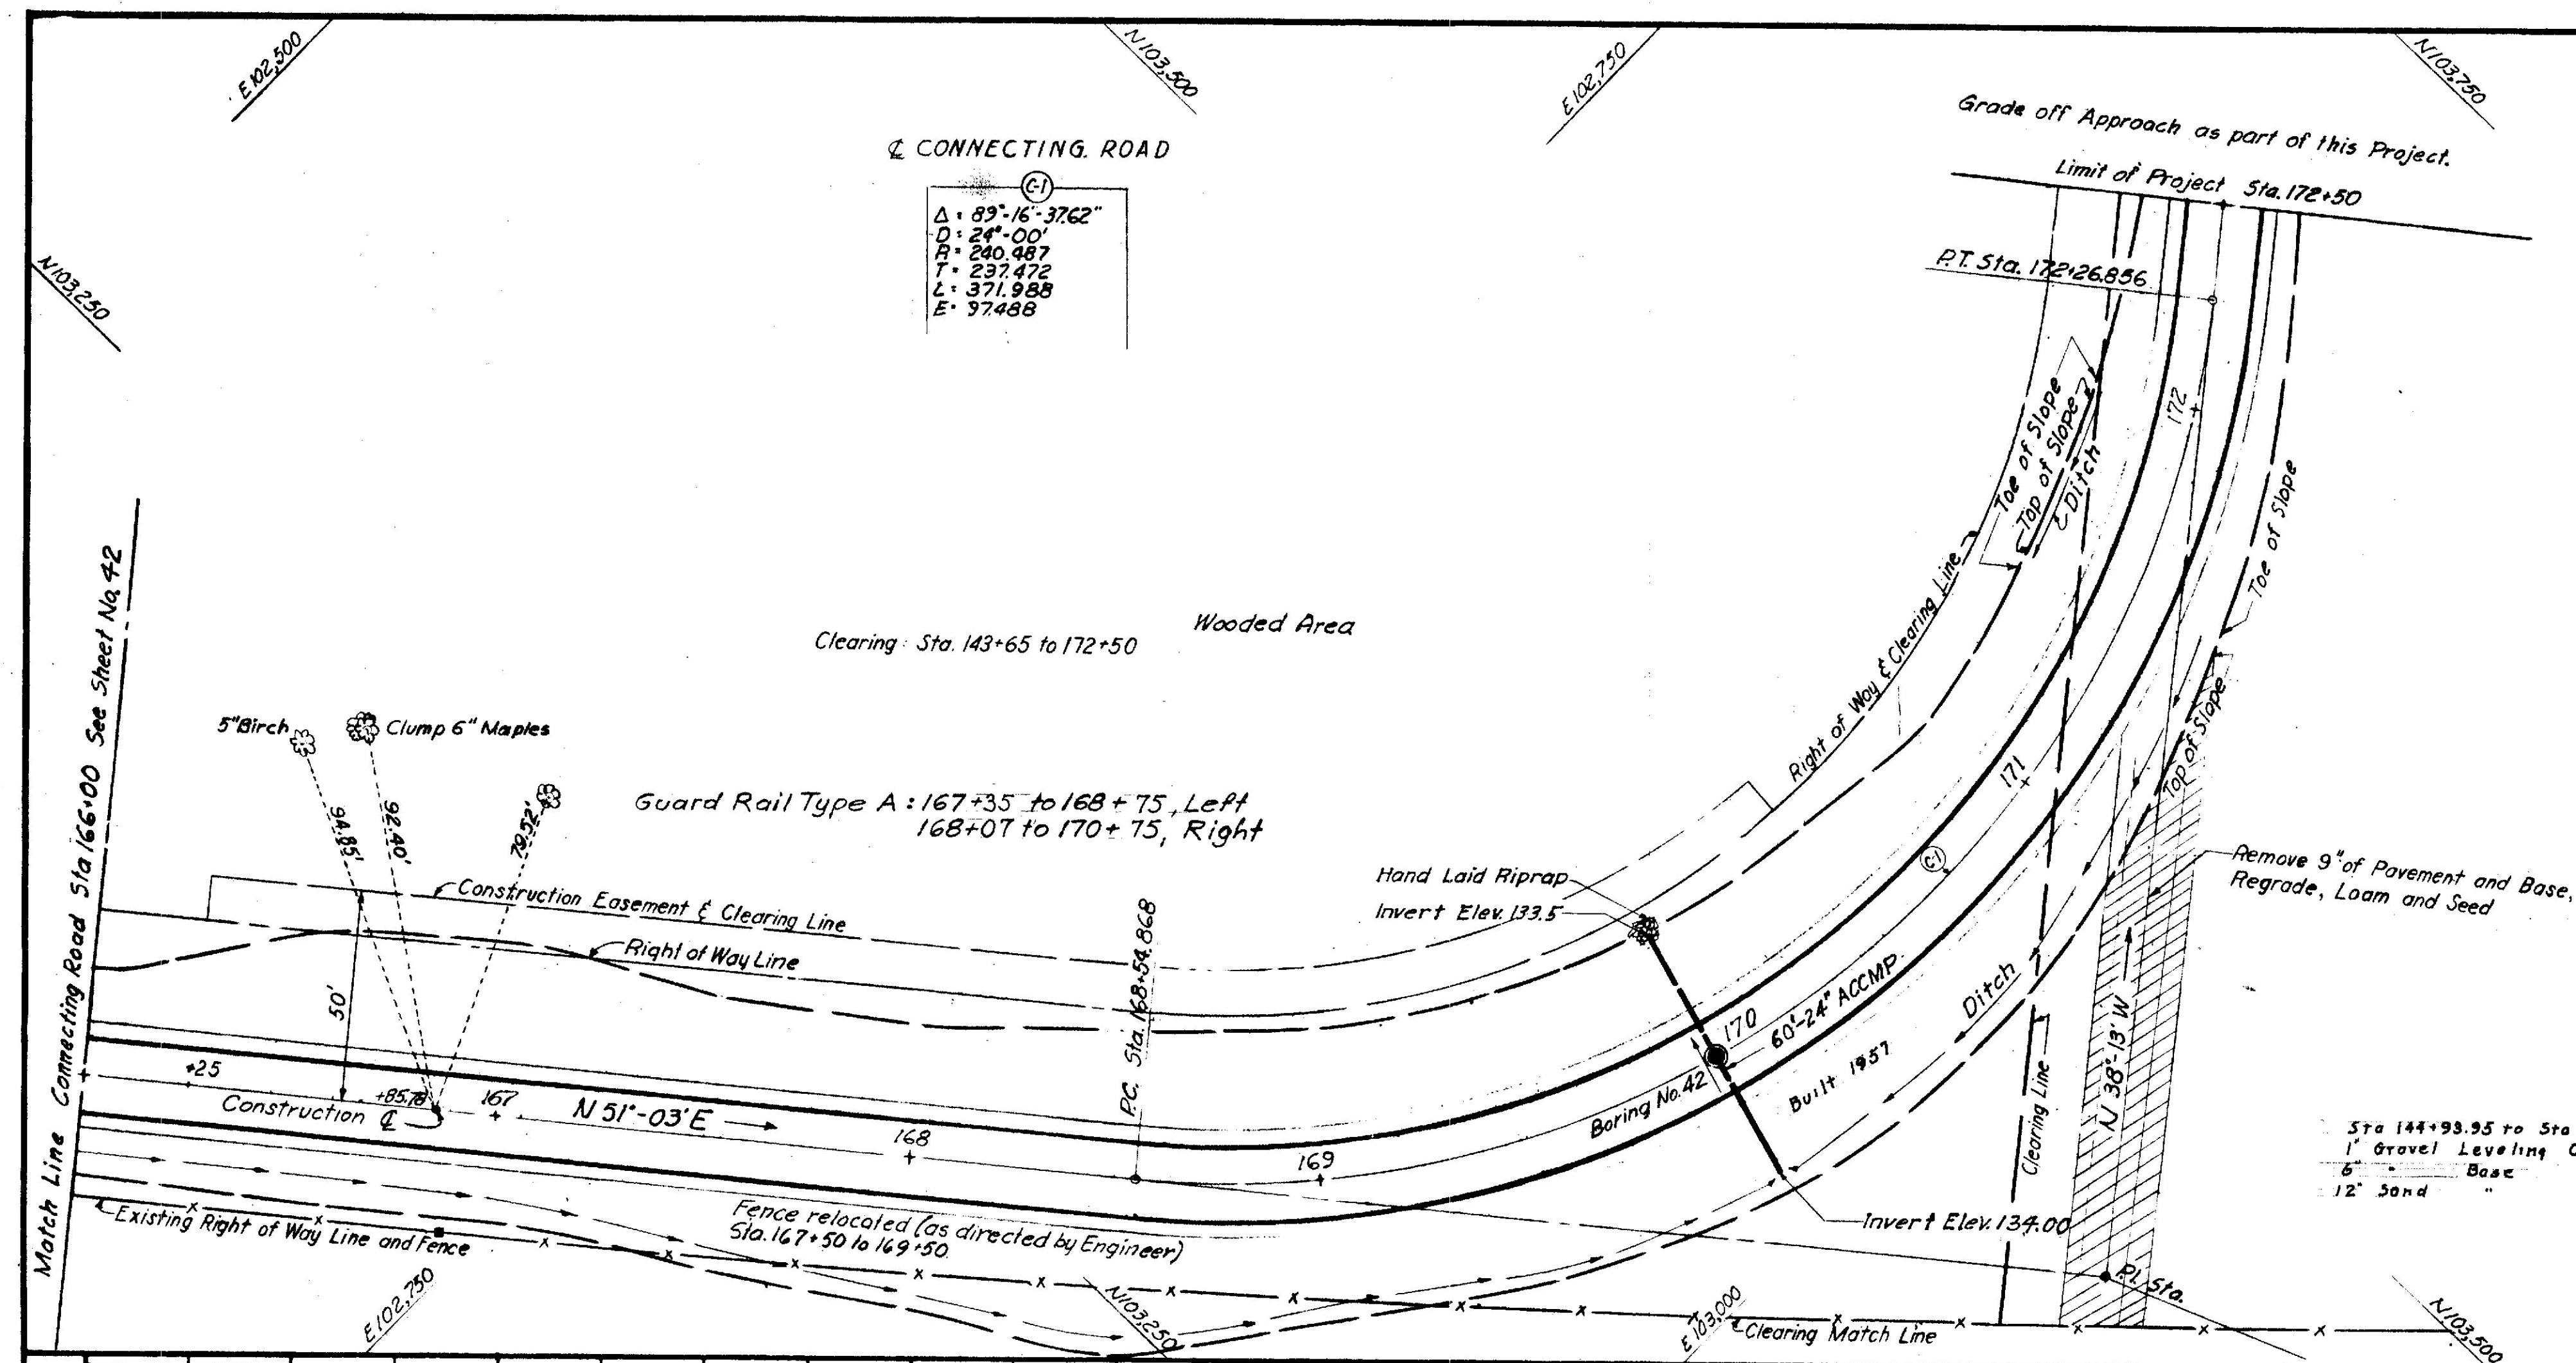 E 102,500
N 103,500
E 102,750
N 103,750
Grade off Approach as part of this Project.
Limit of Project Sta. 172+50
℄ CONNECTING. ROAD
C-1
Δ = 89°-16'-37.62"
D = 24°-00'
R = 240.487
T = 237.472
L = 371.988
E = 97.488
N 103,250
P.T. Sta. 172+26.856
172
Toe of Slope
Top of Slope
℄ Ditch
Toe of Slope
Match Line Connecting Road Sta 166+00 See Sheet No. 42
Wooded Area
Clearing: Sta. 143+65 to 172+50
Right of Way & Clearing Line
Top of Slope
5" Birch
Clump 6" Maples
94.85'
92.40'
79.52'
Guard Rail Type A: 167+35 to 168+75, Left
168+07 to 170+75, Right
171
C-1
Remove 9" of Pavement and Base,
Regrade, Loam and Seed
Hand Laid Riprap
Invert Elev. 133.5
Construction Easement & Clearing Line
Right of Way Line
50'
P.C. Sta. 168+54.868
170
60'-24" ACCMP
Ditch
N 38°-13' W
Boring No. 42
Built 1957
Clearing Line
+25
Construction ℄
+85.78
167
N 51°-03' E
168
169
Sta 144+93.95 to Sta
1" Gravel Leveling
6" " Base
12" Sand "
Existing Right of Way Line and Fence
Fence relocated (as directed by Engineer)
Sta. 167+50 to 169+50
Invert Elev. 134.00
P.I. Sta.
E 102,750
N 103,250
E 103,000
Clearing Match Line
N 103,500